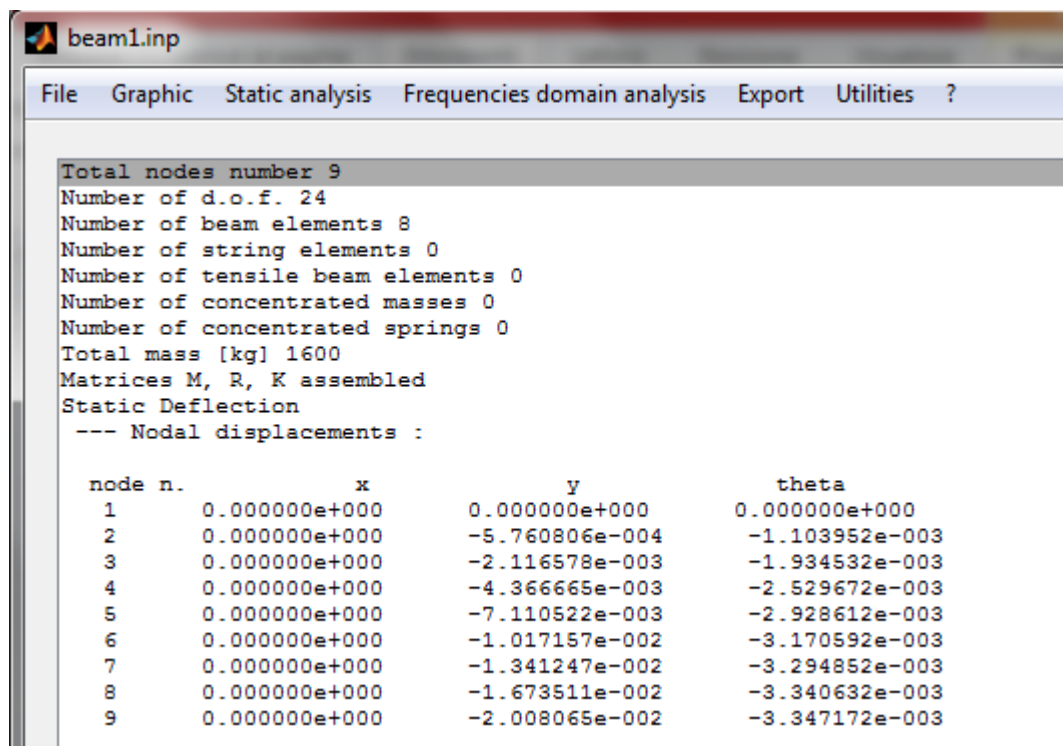 beam1.inp
File Graphic Static analysis Frequencies domain analysis Export Utilities ?
Total nodes number 9
Number of d.o.f. 24
Number of beam elements 8
Number of string elements 0
Number of tensile beam elements 0
Number of concentrated masses 0
Number of concentrated springs 0
Total mass [kg] 1600
Matrices M, R, K assembled
Static Deflection
--- Nodal displacements :
node n. x y theta
1 0.000000e+000 0.000000e+000 0.000000e+000
2 0.000000e+000 -5.760806e-004 -1.103952e-003
3 0.000000e+000 -2.116578e-003 -1.934532e-003
4 0.000000e+000 -4.366665e-003 -2.529672e-003
5 0.000000e+000 -7.110522e-003 -2.928612e-003
6 0.000000e+000 -1.017157e-002 -3.170592e-003
7 0.000000e+000 -1.341247e-002 -3.294852e-003
8 0.000000e+000 -1.673511e-002 -3.340632e-003
9 0.000000e+000 -2.008065e-002 -3.347172e-003